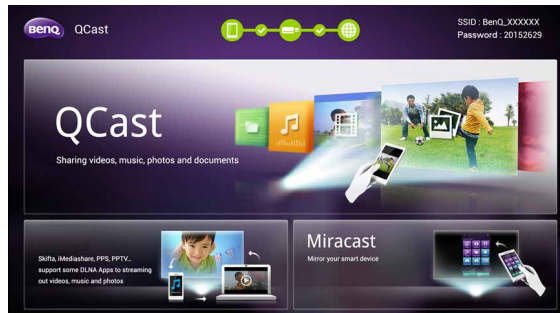 BenQ
QCast
SSID : BenQ_XXXXXX
Password : 20152629
QCast
Sharing videos, music, photos and documents
Skifta, iMediashare, PPS, PPTV...
support some DLNA Apps to streaming
out videos, music and photos
Miracast
Mirror your smart device